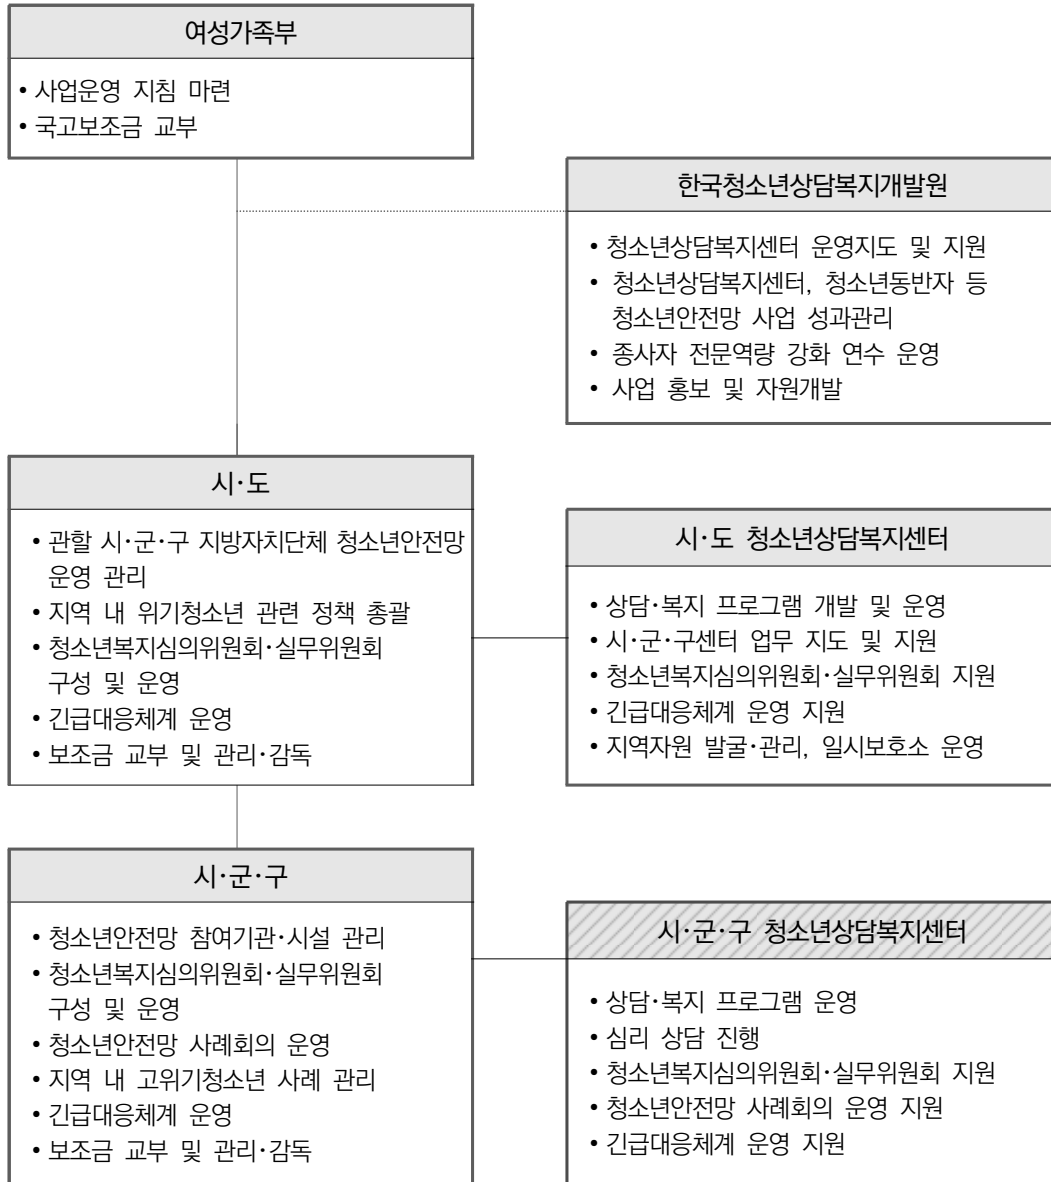 여성가족부
• 사업운영 지침 마련
• 국고보조금 교부
한국청소년상담복지개발원
• 청소년상담복지센터 운영지도 및 지원
• 청소년상담복지센터, 청소년동반자 등
청소년안전망 사업 성과관리
• 종사자 전문역량 강화 연수 운영
• 사업 홍보 및 자원개발
시·도
• 관할 시·군·구 지방자치단체 청소년안전망
운영 관리
• 지역 내 위기청소년 관련 정책 총괄
• 청소년복지심의위원회·실무위원회
구성 및 운영
• 긴급대응체계 운영
• 보조금 교부 및 관리·감독
시·도 청소년상담복지센터
• 상담·복지 프로그램 개발 및 운영
• 시·군·구센터 업무 지도 및 지원
• 청소년복지심의위원회·실무위원회 지원
• 긴급대응체계 운영 지원
• 지역자원 발굴·관리, 일시보호소 운영
시·군·구
• 청소년안전망 참여기관·시설 관리
• 청소년복지심의위원회·실무위원회
구성 및 운영
• 청소년안전망 사례회의 운영
• 지역 내 고위기청소년 사례 관리
• 긴급대응체계 운영
• 보조금 교부 및 관리·감독
시·군·구 청소년상담복지센터
• 상담·복지 프로그램 운영
• 심리 상담 진행
• 청소년복지심의위원회·실무위원회 지원
• 청소년안전망 사례회의 운영 지원
• 긴급대응체계 운영 지원